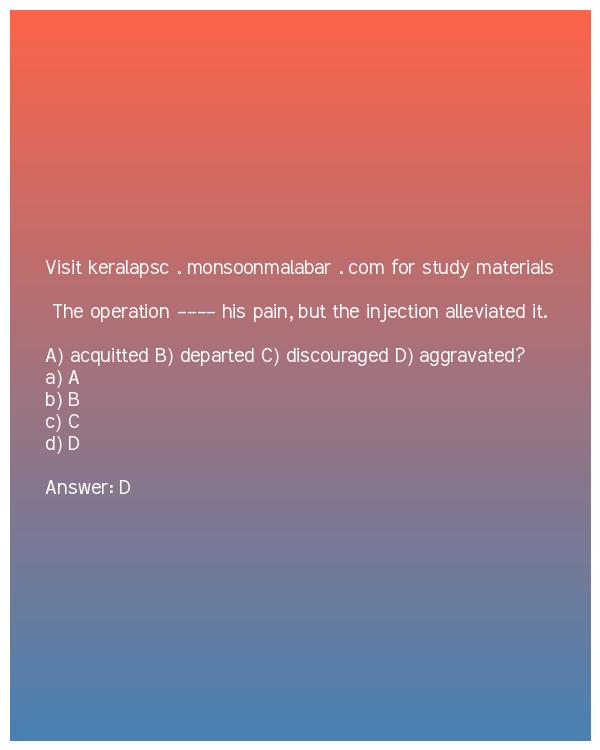 Visit keralapsc . monsoonmalabar . com for study materials
The operation ---- his pain, but the injection alleviated it.
A) acquitted B) departed C) discouraged D) aggravated?
a) A
b) B
c) C
d) D
Answer: D